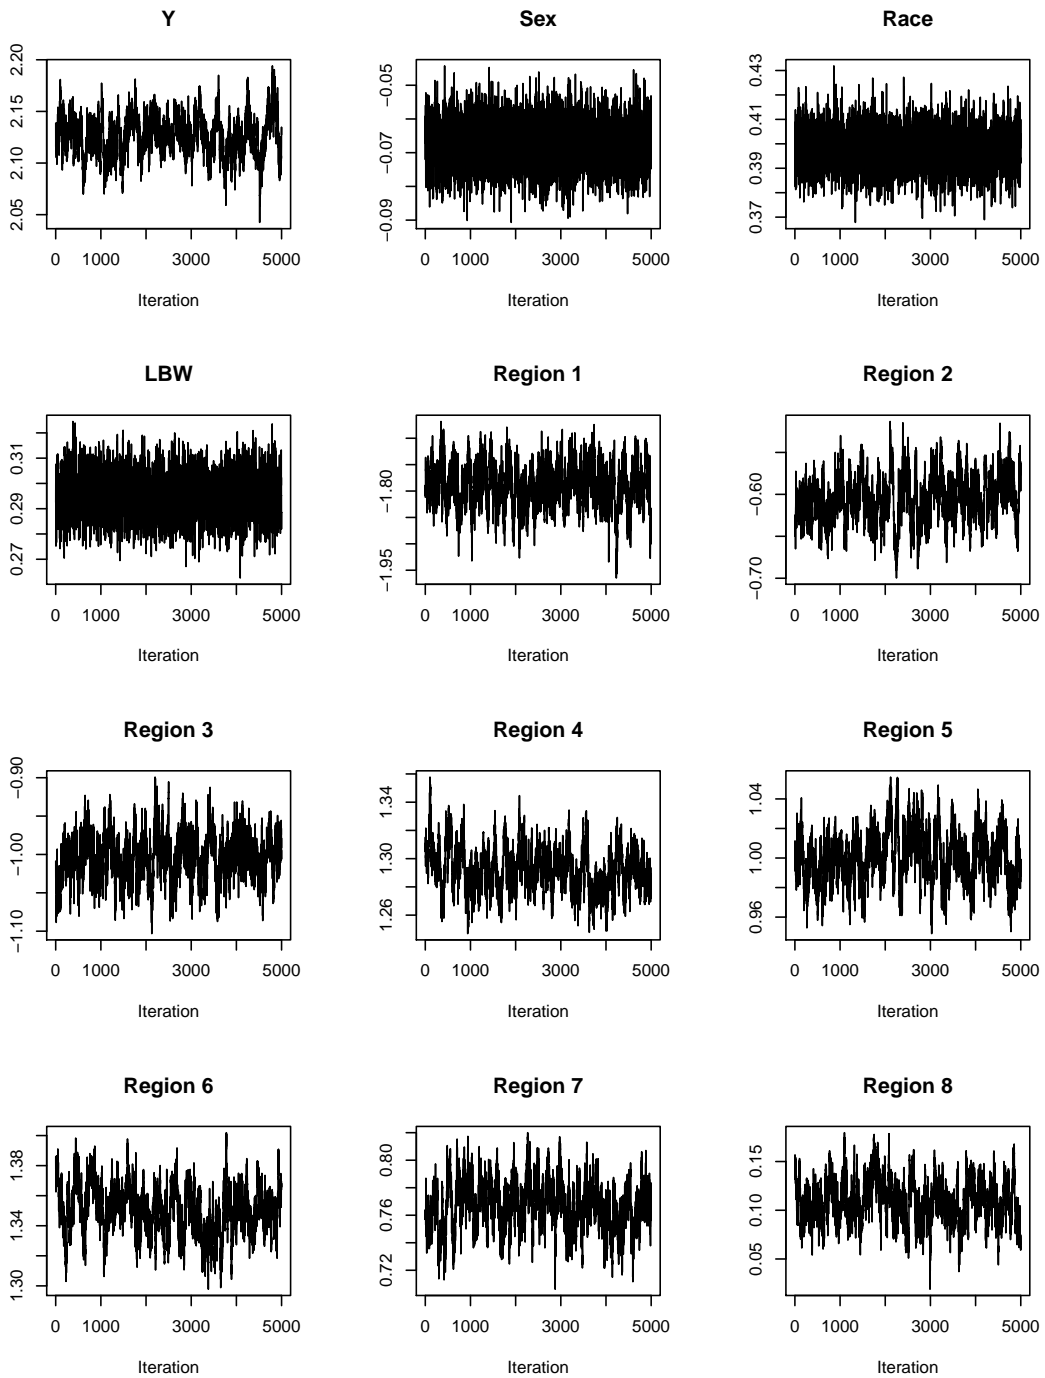 Y
2.20
2.15
2.10
2.05
0 1000 3000 5000
Iteration
Sex
−0.05
−0.07
−0.09
0 1000 3000 5000
Iteration
Race
0.43
0.41
0.39
0.37
0 1000 3000 5000
Iteration
LBW
0.31
0.29
0.27
0 1000 3000 5000
Iteration
Region 1
−1.80
−1.95
0 1000 3000 5000
Iteration
Region 2
−0.60
−0.70
0 1000 3000 5000
Iteration
Region 3
−0.90
−1.00
−1.10
0 1000 3000 5000
Iteration
Region 4
1.34
1.30
1.26
0 1000 3000 5000
Iteration
Region 5
1.04
1.00
0.96
0 1000 3000 5000
Iteration
Region 6
1.38
1.34
1.30
0 1000 3000 5000
Iteration
Region 7
0.80
0.76
0.72
0 1000 3000 5000
Iteration
Region 8
0.15
0.10
0.05
0 1000 3000 5000
Iteration